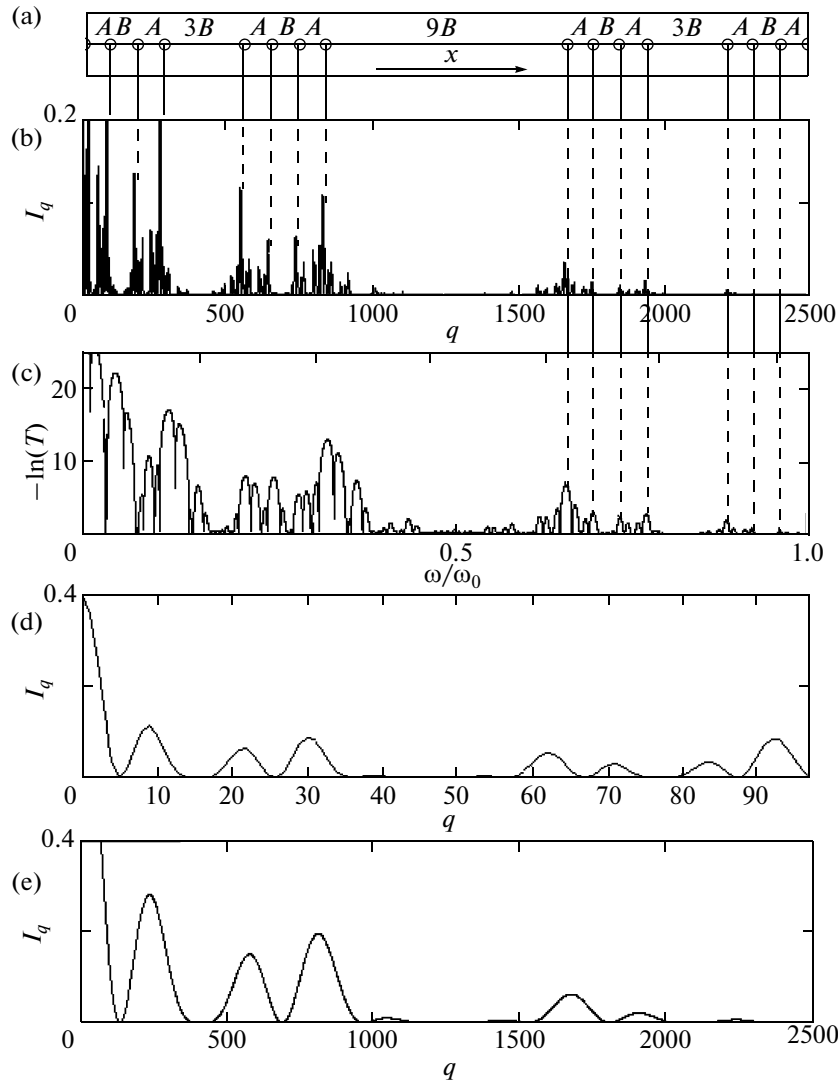 (a)
A B A 3B A B A 9B A B A 3B A B A
x
0.2
(b)
I_q
0 500 1000 1500 2000 2500
q
(c)
20
−ln(T)
10
0 0.5 1.0
ω/ω₀
0.4
(d)
I_q
0 10 20 30 40 50 60 70 80 90
q
0.4
(e)
I_q
0 500 1000 1500 2000 2500
q